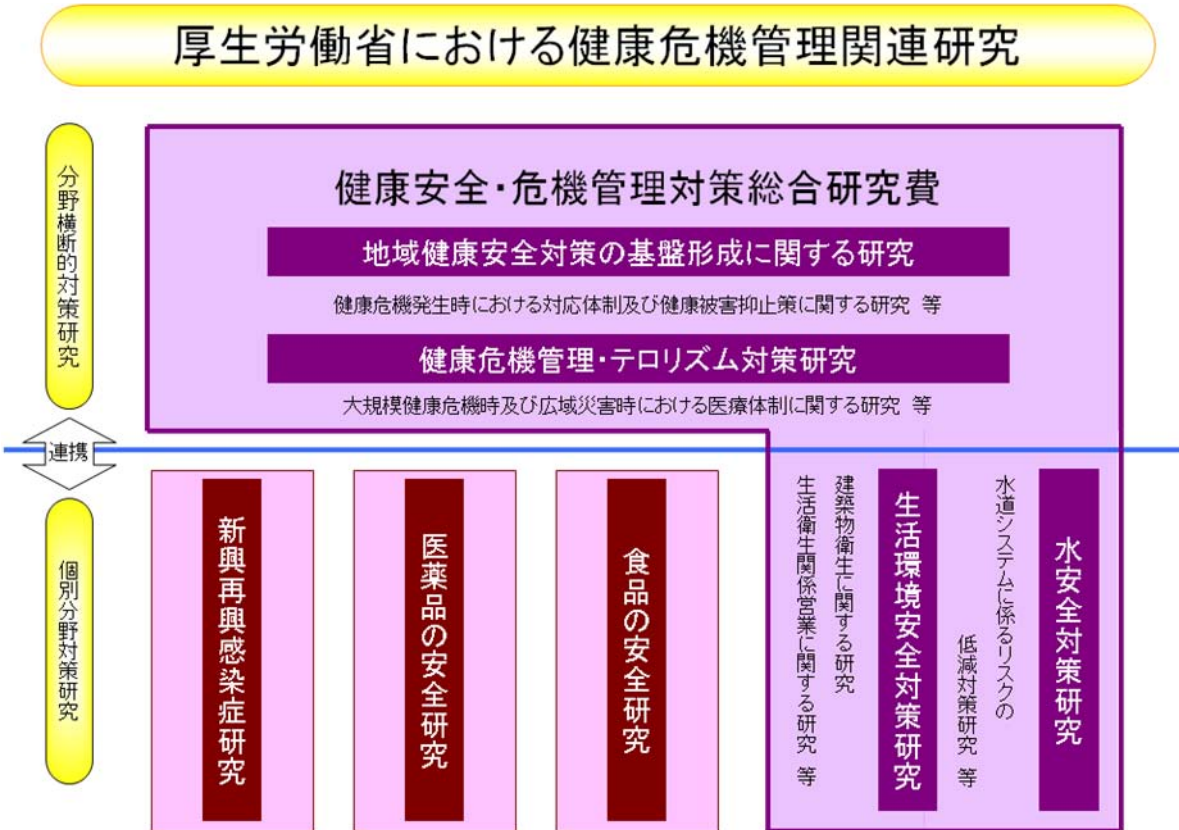 厚生労働省における健康危機管理関連研究
分野横断的対策研究
健康安全・危機管理対策総合研究費
地域健康安全対策の基盤形成に関する研究
健康危機発生時における対応体制及び健康被害抑止策に関する研究 等
健康危機管理・テロリズム対策研究
大規模健康危機時及び広域災害時における医療体制に関する研究 等
連携
個別分野対策研究
新興再興感染症研究
医薬品の安全研究
食品の安全研究
生活環境安全対策研究
建築物衛生に関する研究
生活衛生関係営業に関する研究 等
水安全対策研究
水道システムに係るリスクの
低減対策研究 等